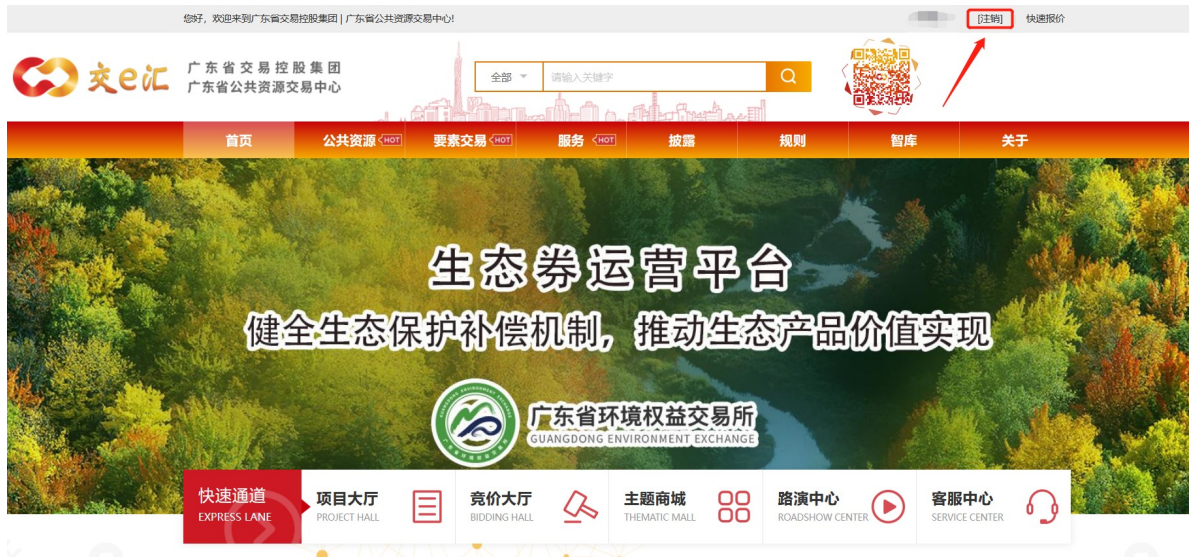 您好，欢迎来到广东省交易控股集团 | 广东省公共资源交易中心! [注销] 快速报价
交e汇
广东省交易控股集团
广东省公共资源交易中心
全部 请输入关键字
首页 公共资源 HOT 要素交易 HOT 服务 HOT 披露 规则 智库 关于
生态券运营平台
健全生态保护补偿机制，推动生态产品价值实现
广东省环境权益交易所
GUANGDONG ENVIRONMENT EXCHANGE
快速通道 项目大厅 竞价大厅 主题商城 路演中心 客服中心
EXPRESS LANE PROJECT HALL BIDDING HALL THEMATIC MALL ROADSHOW CENTER SERVICE CENTER